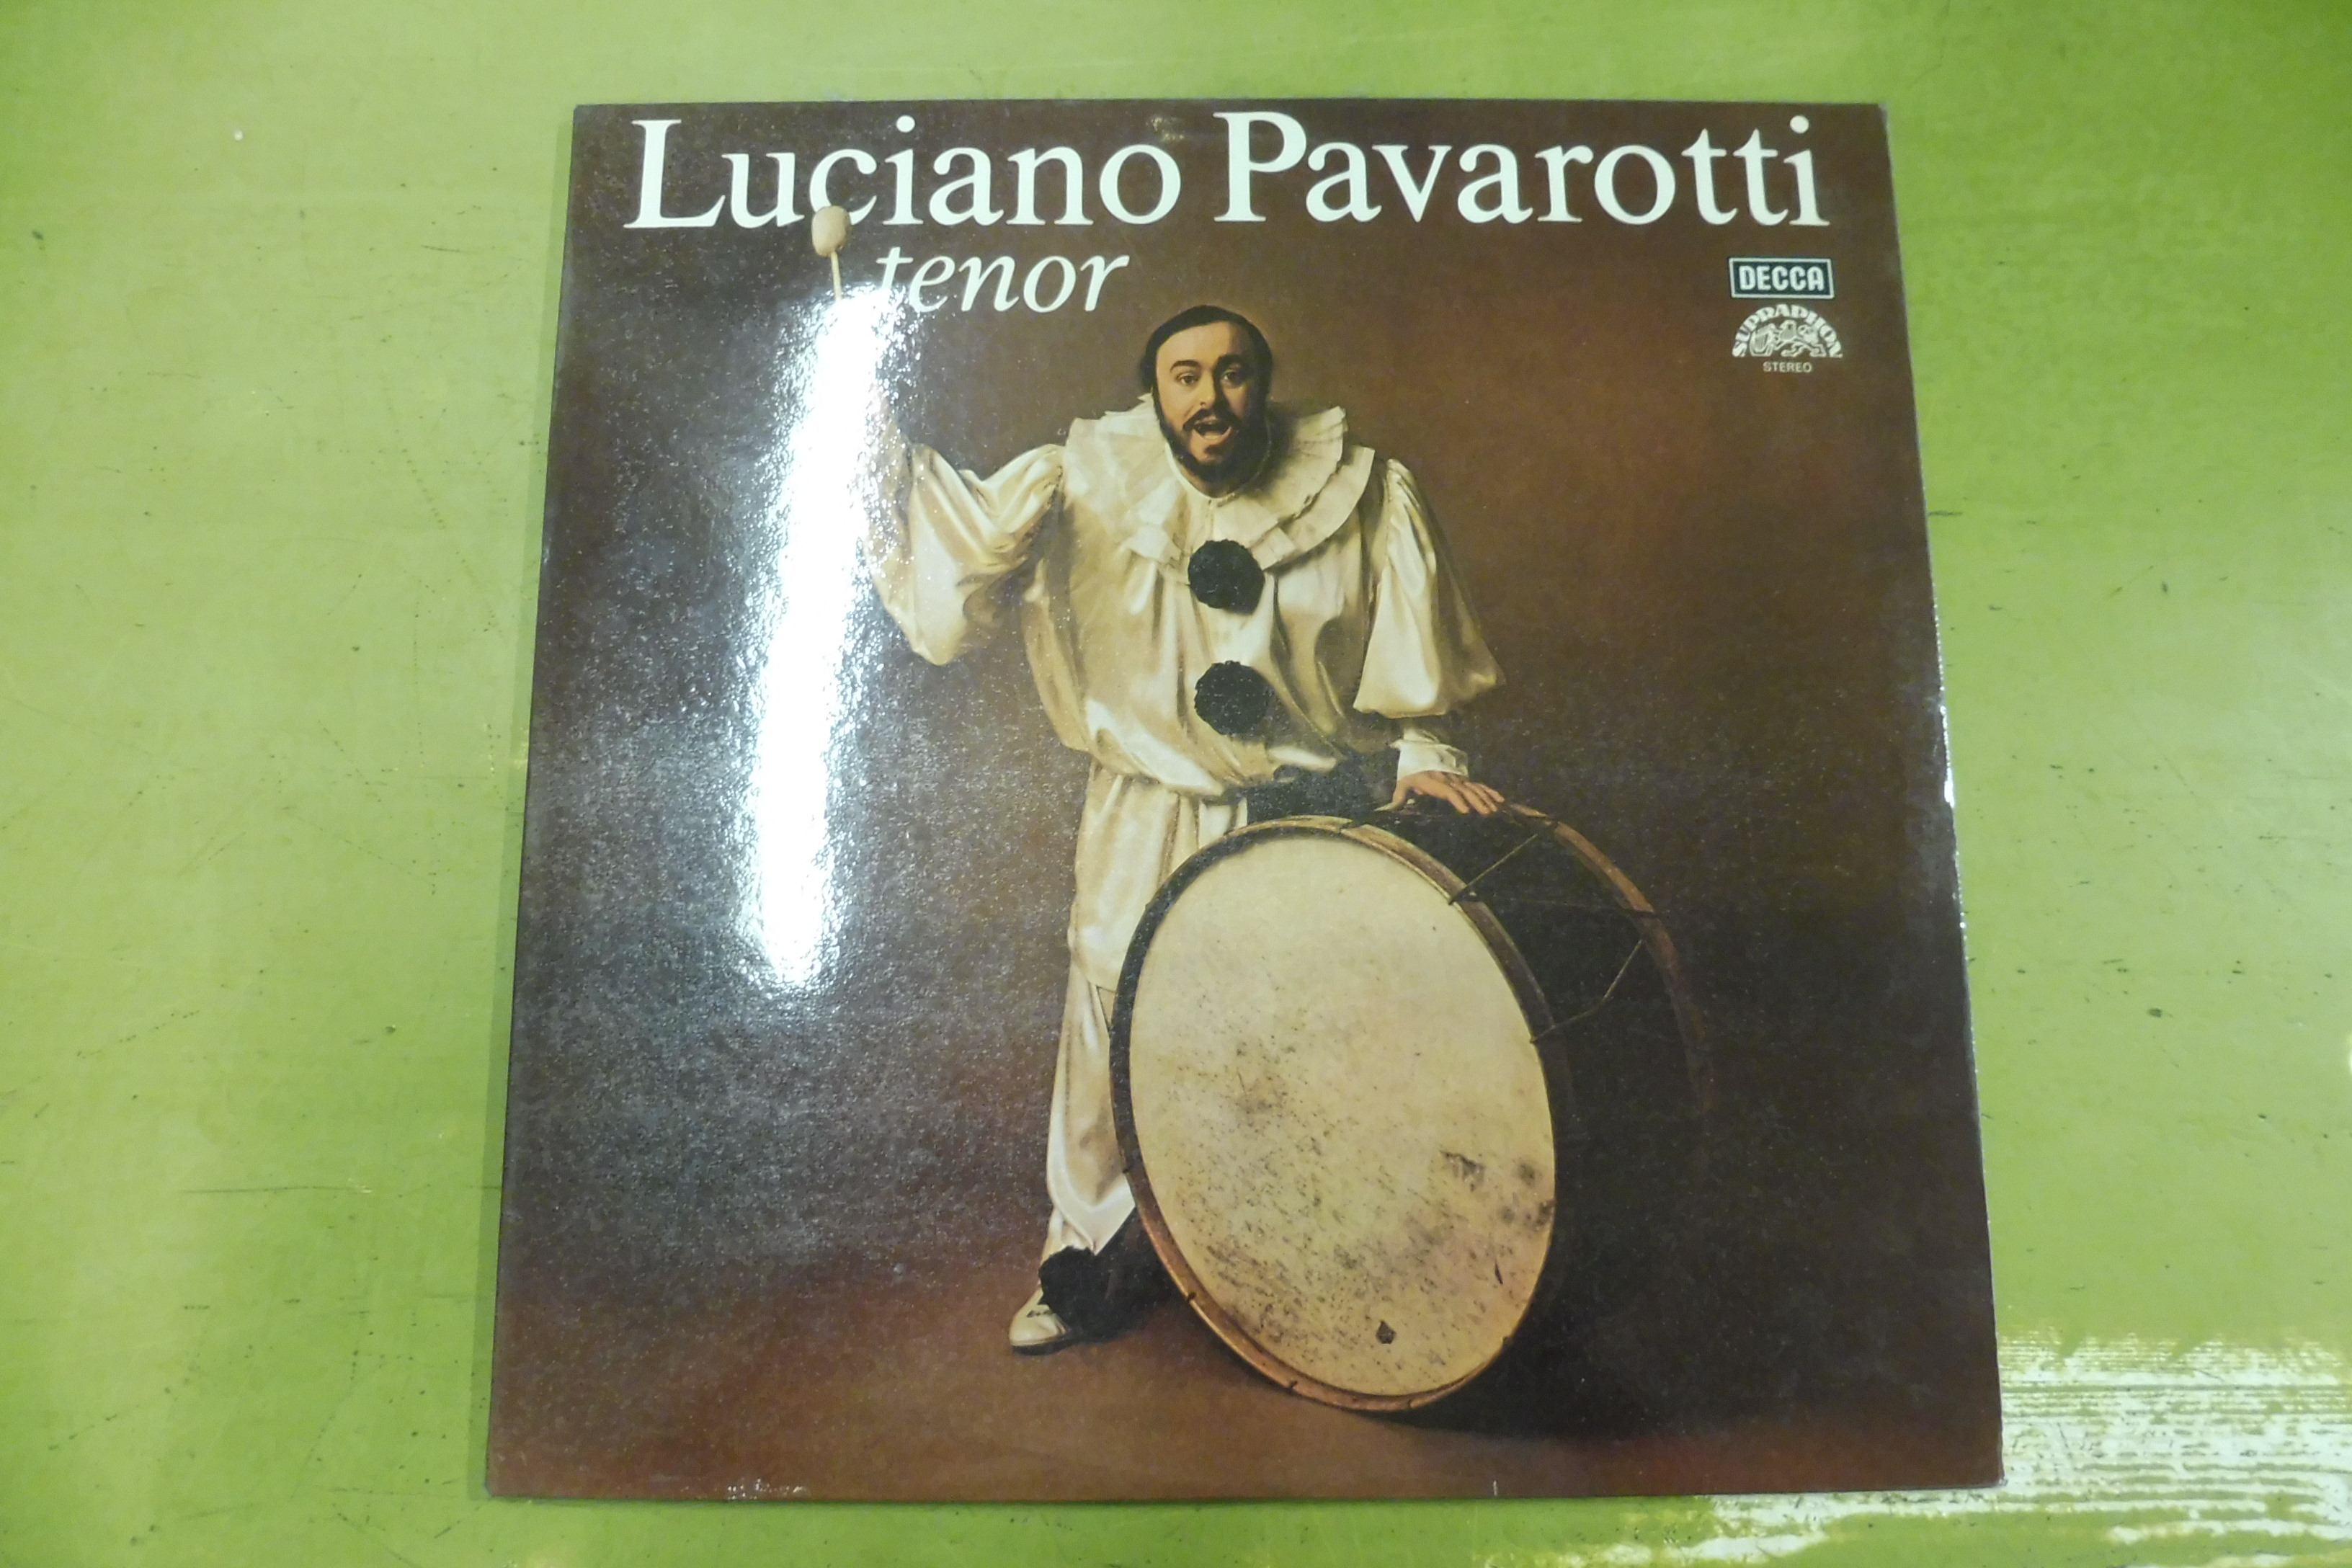 Luciano Pavarotti
tenor
DECCA
SUPRAPHON
STEREO